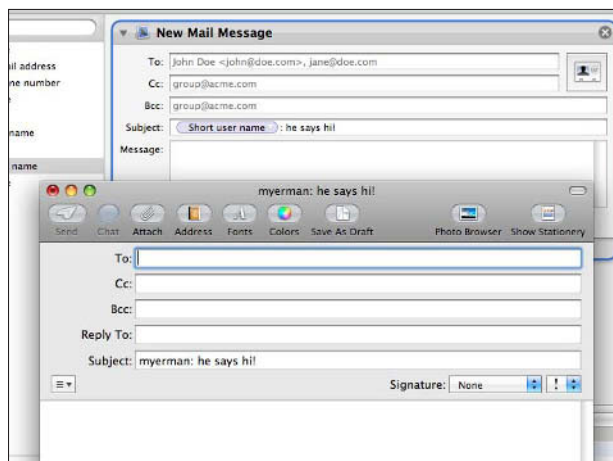 New Mail Message
il address
ne number
name
name
To: John Doe <john@doe.com>, jane@doe.com
Cc: group@acme.com
Bcc: group@acme.com
Subject: Short user name : he says hi!
Message:
myerman: he says hi!
Send Chat Attach Address Fonts Colors Save As Draft Photo Browser Show Stationery
To:
Cc:
Bcc:
Reply To:
Subject: myerman: he says hi!
Signature: None !